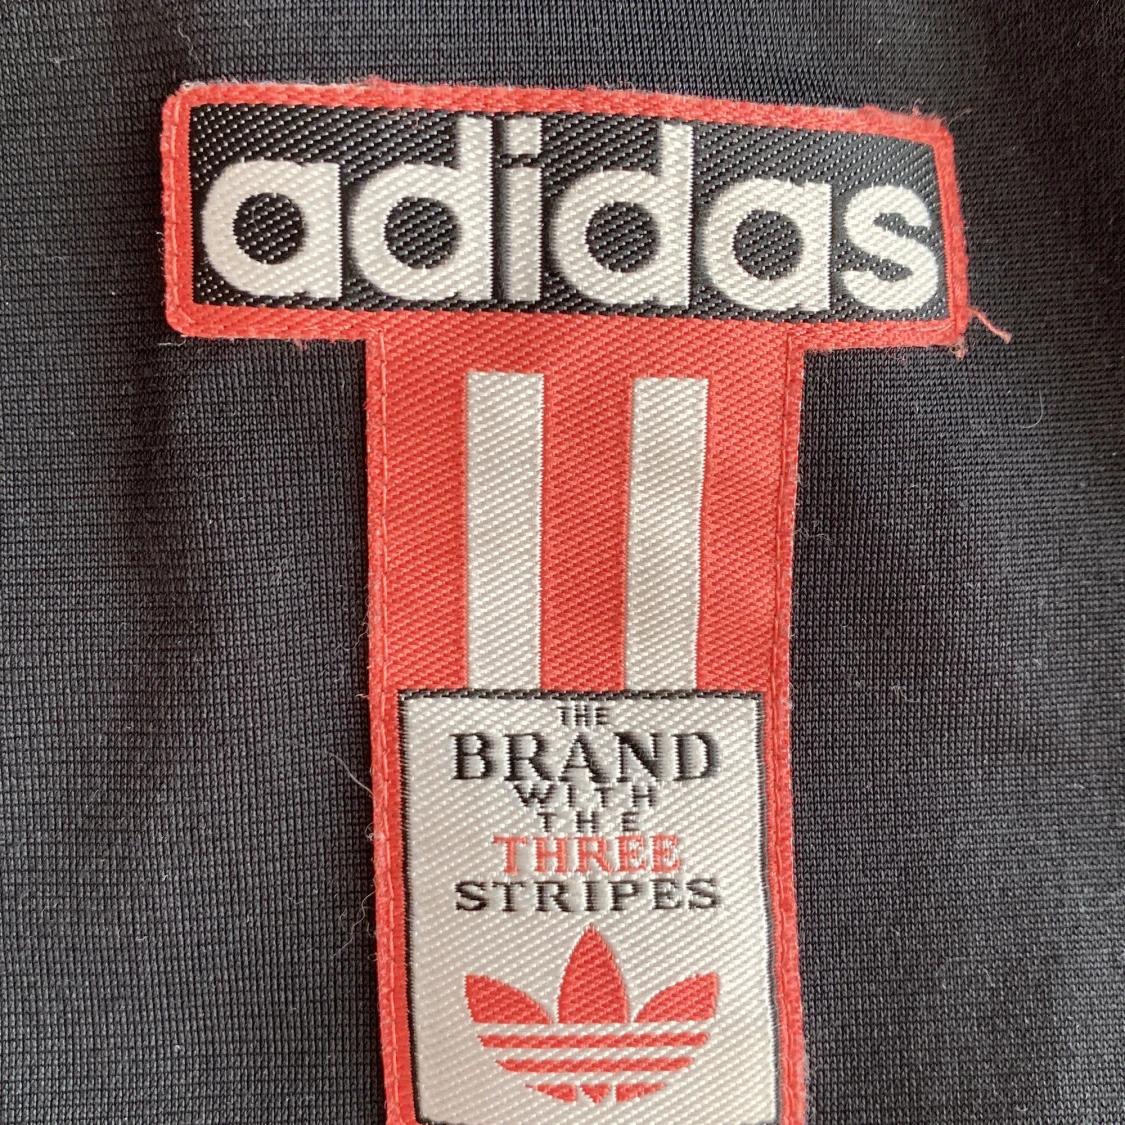 adidas
THE
BRAND
WITH
THE
THREE
STRIPES